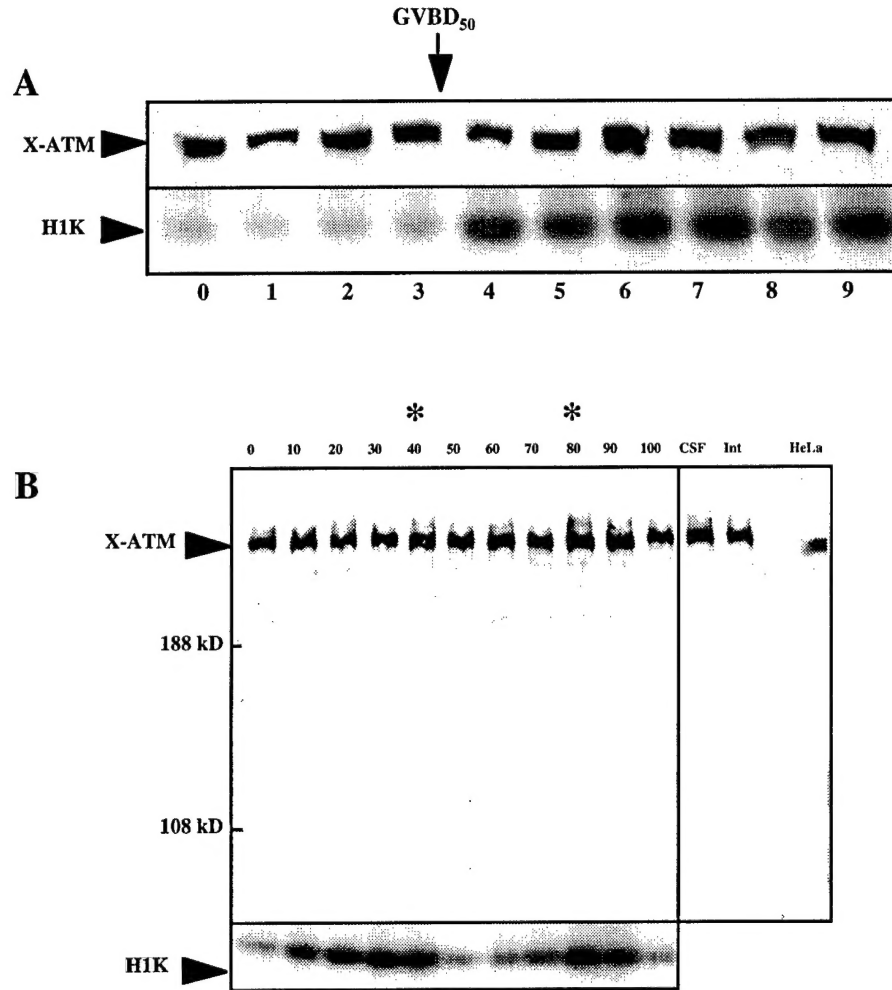 GVBD50
A
X-ATM
H1K
0 1 2 3 4 5 6 7 8 9
* *
0 10 20 30 40 50 60 70 80 90 100 CSF Int HeLa
B
X-ATM
188 kD
108 kD
H1K